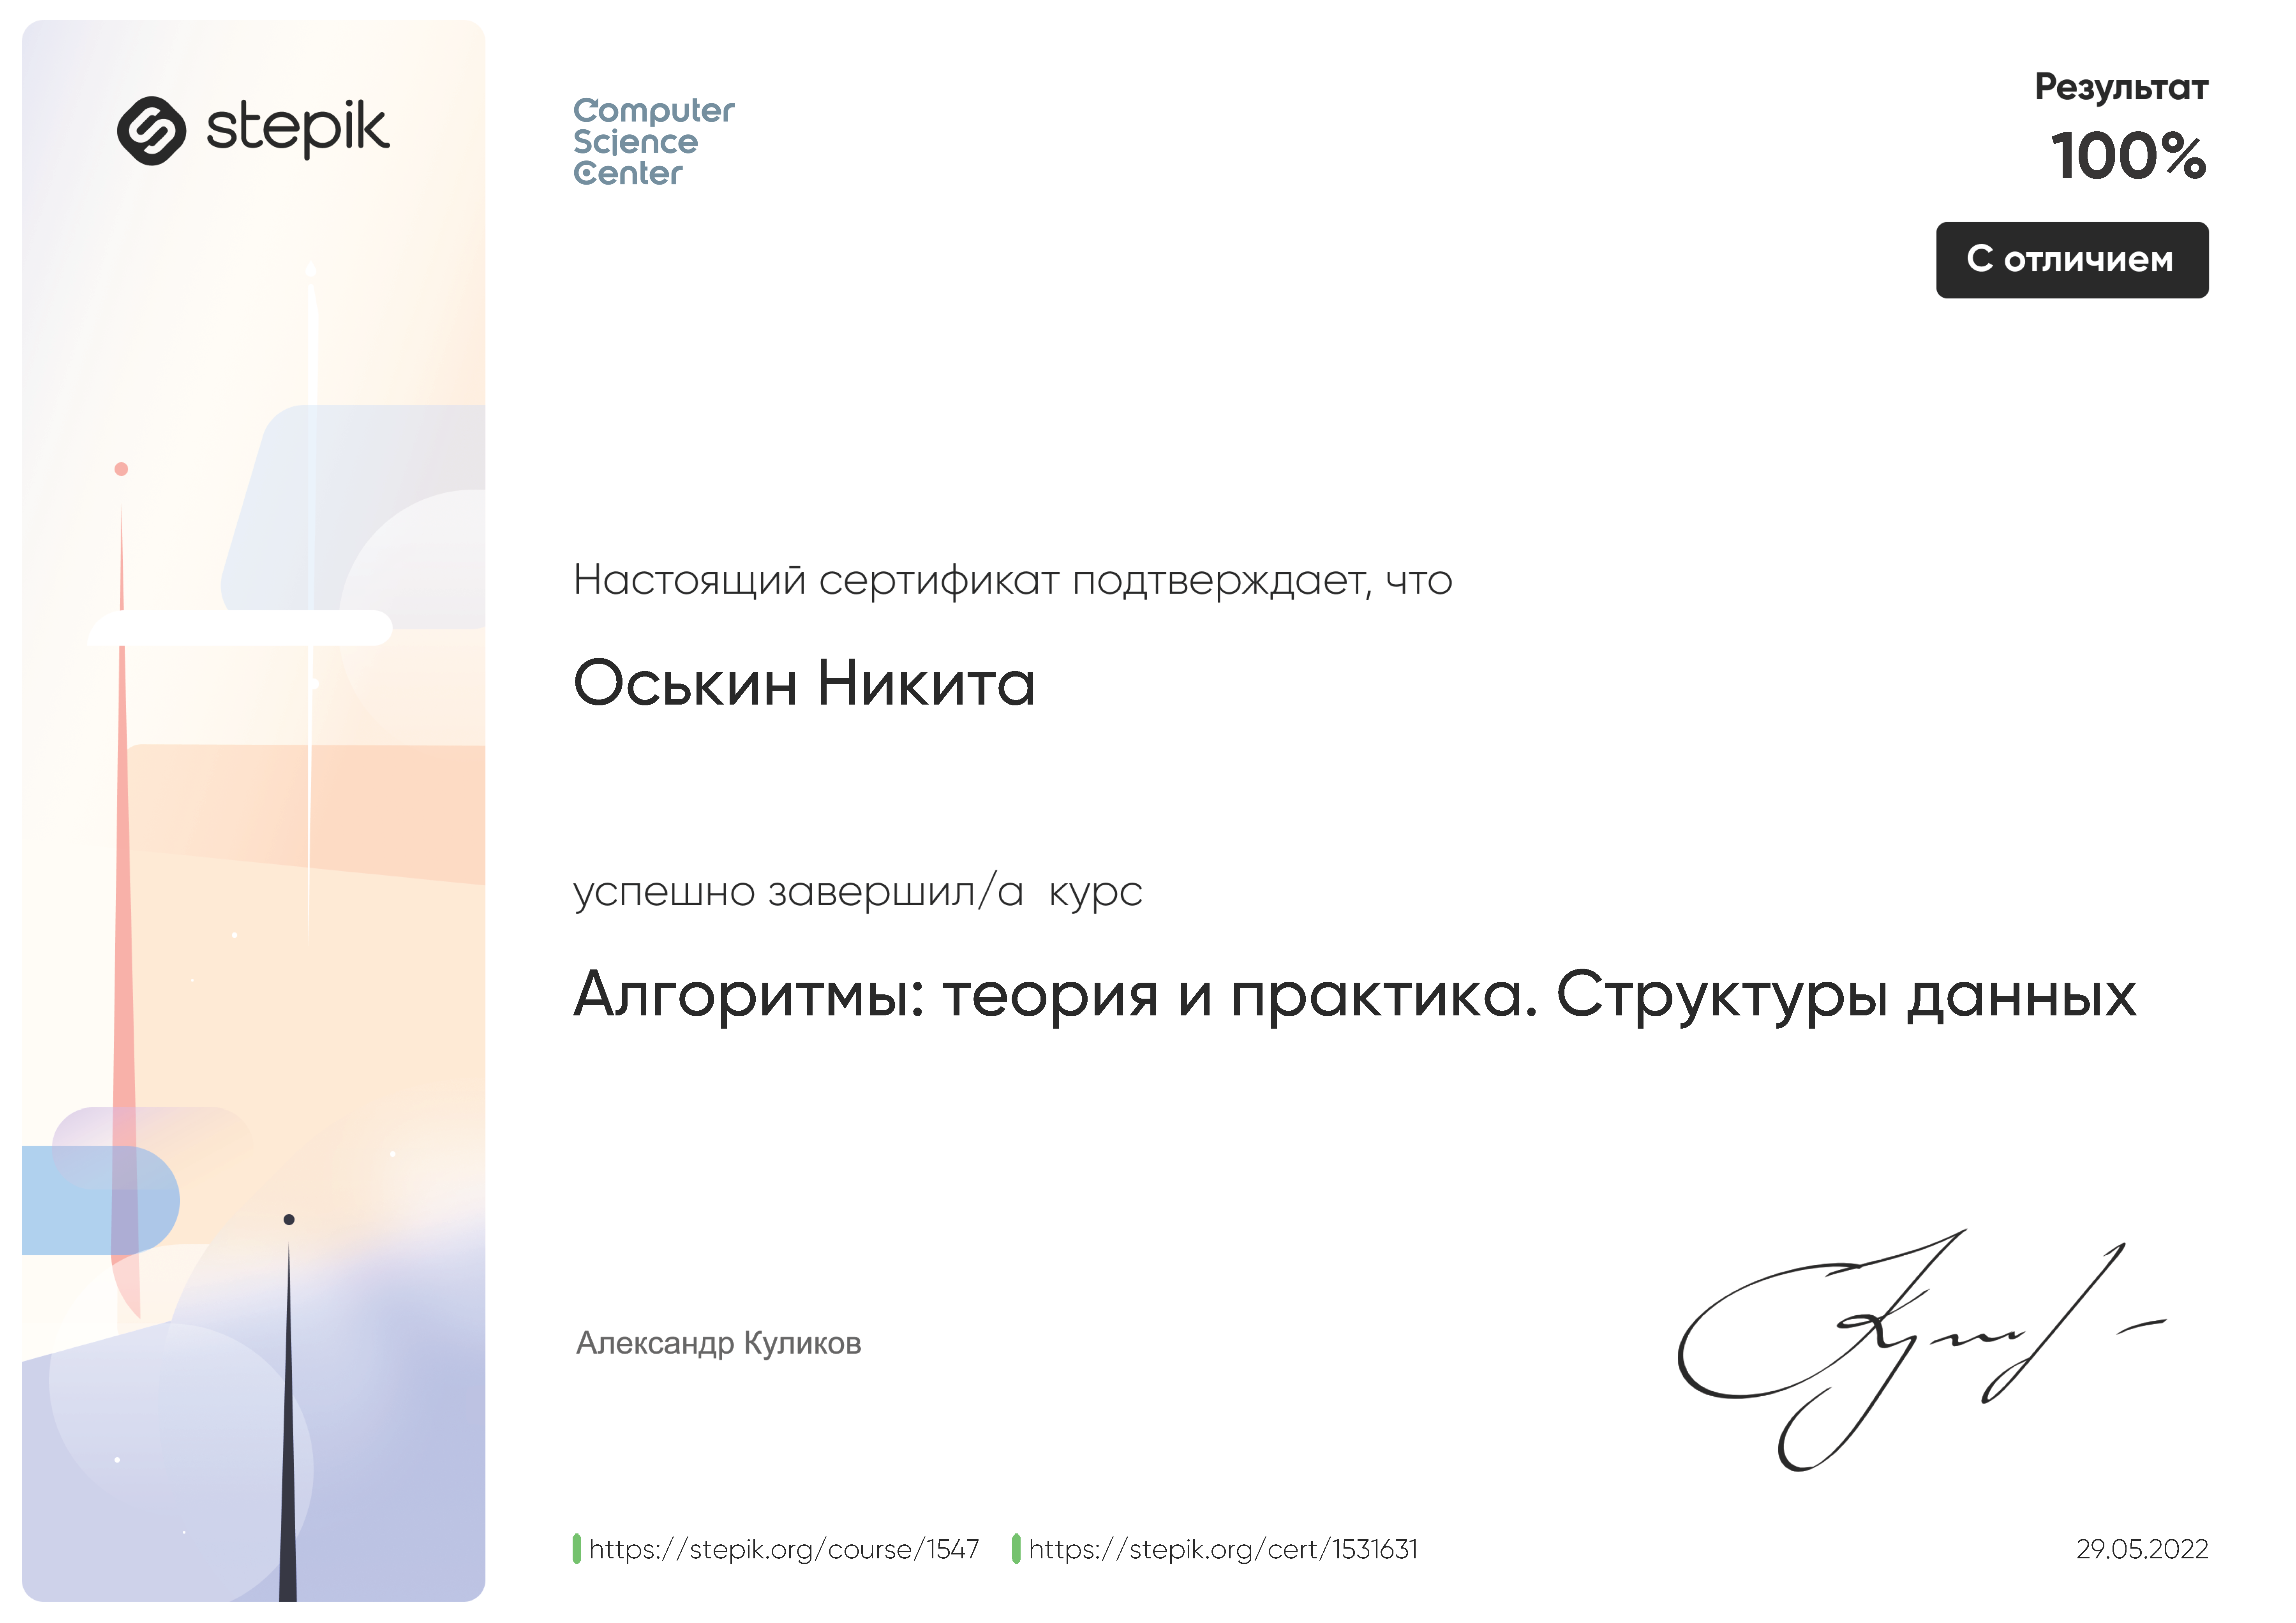 stepik
Computer
Science
Center
Результат
100%
С отличием
Настоящий сертификат подтверждает, что
Оськин Никита
успешно завершил/а курс
Алгоритмы: теория и практика. Структуры данных
Александр Куликов
https://stepik.org/course/1547 https://stepik.org/cert/1531631
29.05.2022